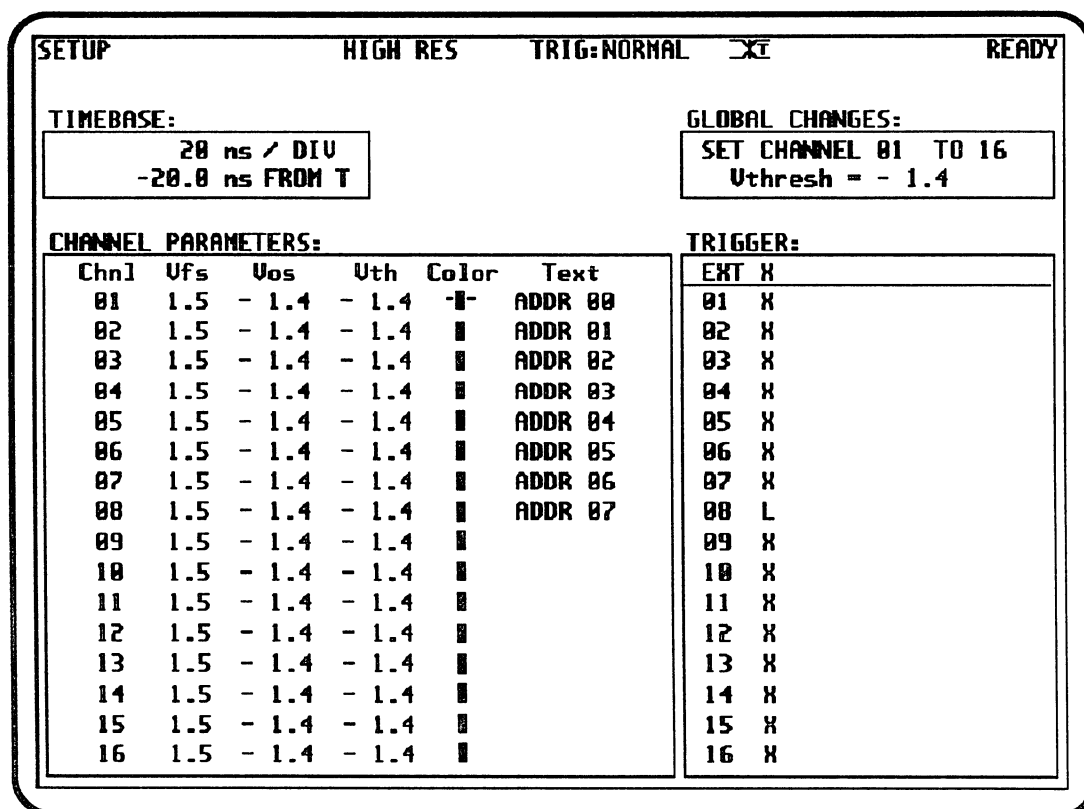 SETUP HIGH RES TRIG:NORMAL XT READY
TIMEBASE:
20 ns / DIV
-20.0 ns FROM T
GLOBAL CHANGES:
SET CHANNEL 01 TO 16
Vthresh = - 1.4
CHANNEL PARAMETERS:
Chnl Vfs Vos Vth Color Text
01 1.5 - 1.4 - 1.4 ADDR 00
02 1.5 - 1.4 - 1.4 ADDR 01
03 1.5 - 1.4 - 1.4 ADDR 02
04 1.5 - 1.4 - 1.4 ADDR 03
05 1.5 - 1.4 - 1.4 ADDR 04
06 1.5 - 1.4 - 1.4 ADDR 05
07 1.5 - 1.4 - 1.4 ADDR 06
08 1.5 - 1.4 - 1.4 ADDR 07
09 1.5 - 1.4 - 1.4
10 1.5 - 1.4 - 1.4
11 1.5 - 1.4 - 1.4
12 1.5 - 1.4 - 1.4
13 1.5 - 1.4 - 1.4
14 1.5 - 1.4 - 1.4
15 1.5 - 1.4 - 1.4
16 1.5 - 1.4 - 1.4
TRIGGER:
EXT X
01 X
02 X
03 X
04 X
05 X
06 X
07 X
08 L
09 X
10 X
11 X
12 X
13 X
14 X
15 X
16 X